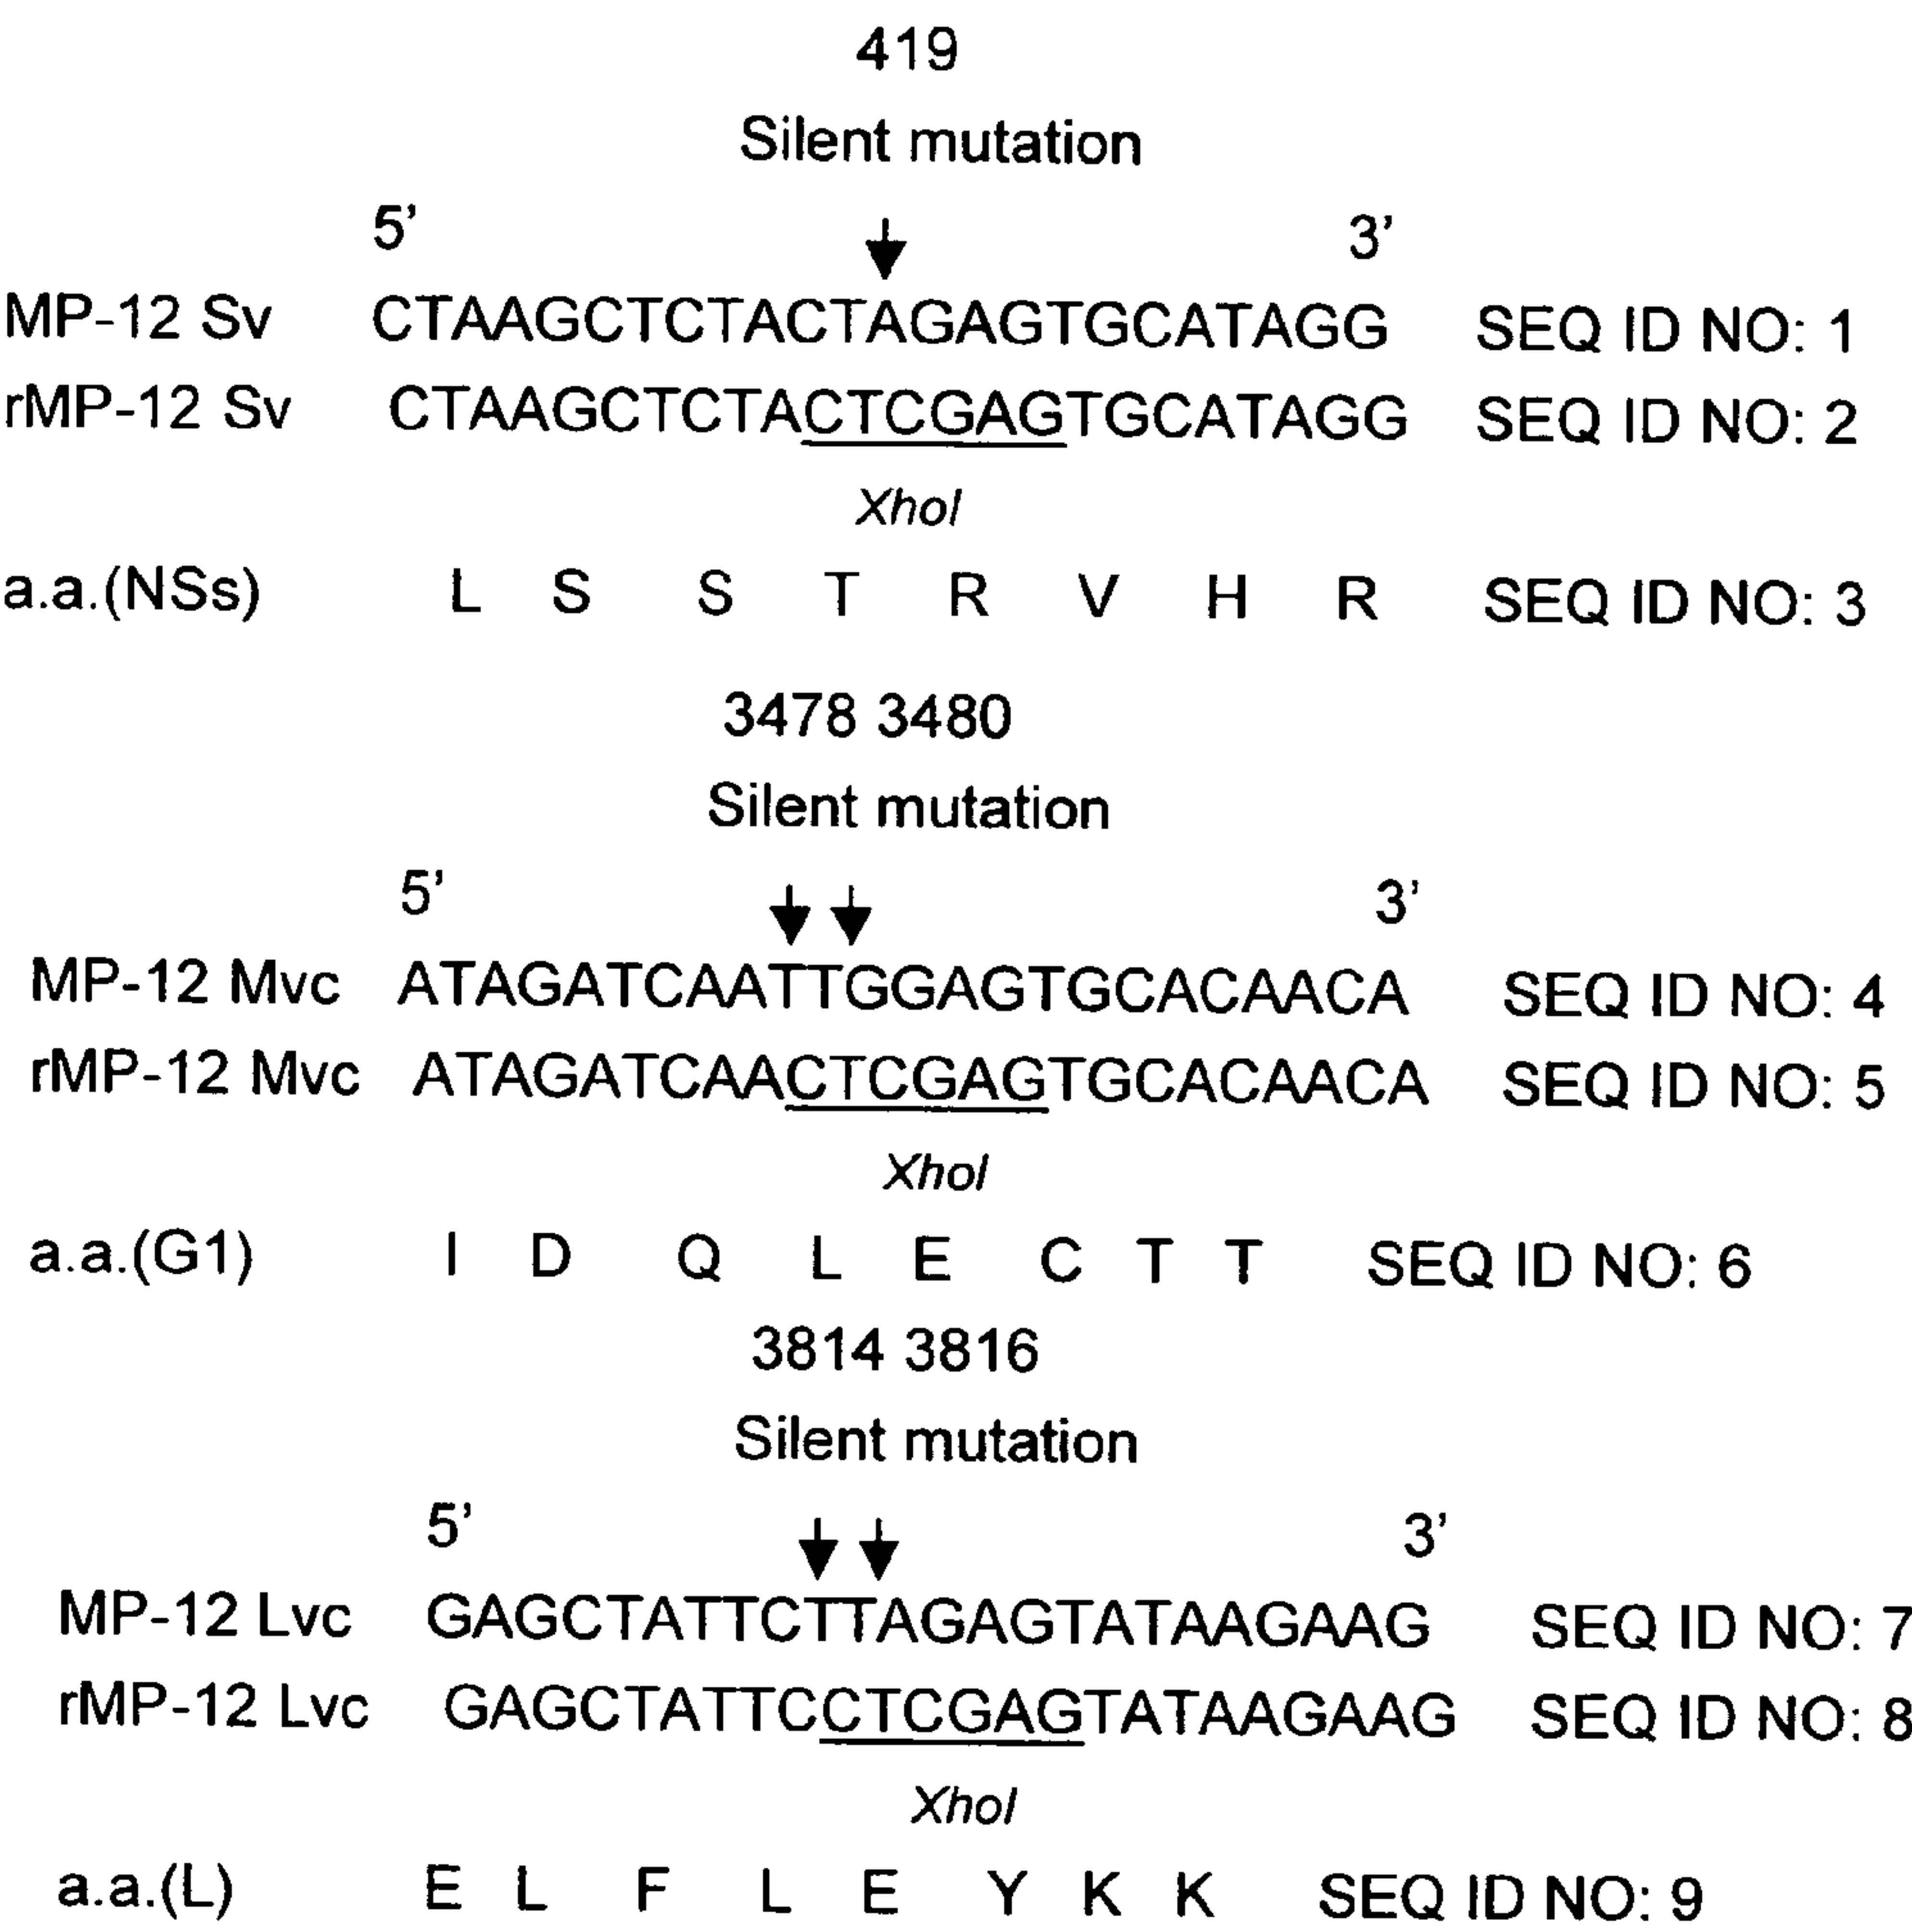 419
Silent mutation
5’ 3’
MP-12 Sv CTAAGCTCTACTAGAGTGCATAGG SEQ ID NO: 1
rMP-12 Sv CTAAGCTCTACTCGAGTGCATAGG SEQ ID NO: 2
XhoI
a.a.(NSs) L S S T R V H R SEQ ID NO: 3
3478 3480
Silent mutation
5’ 3’
MP-12 Mvc ATAGATCAATTGGAGTGCACAACA SEQ ID NO: 4
rMP-12 Mvc ATAGATCAACTCGAGTGCACAACA SEQ ID NO: 5
XhoI
a.a.(G1) I D Q L E C T T SEQ ID NO: 6
3814 3816
Silent mutation
5’ 3’
MP-12 Lvc GAGCTATTCTTAGAGTATAAGAAG SEQ ID NO: 7
rMP-12 Lvc GAGCTATTCCTCGAGTATAAGAAG SEQ ID NO: 8
XhoI
a.a.(L) E L F L E Y K K SEQ ID NO: 9